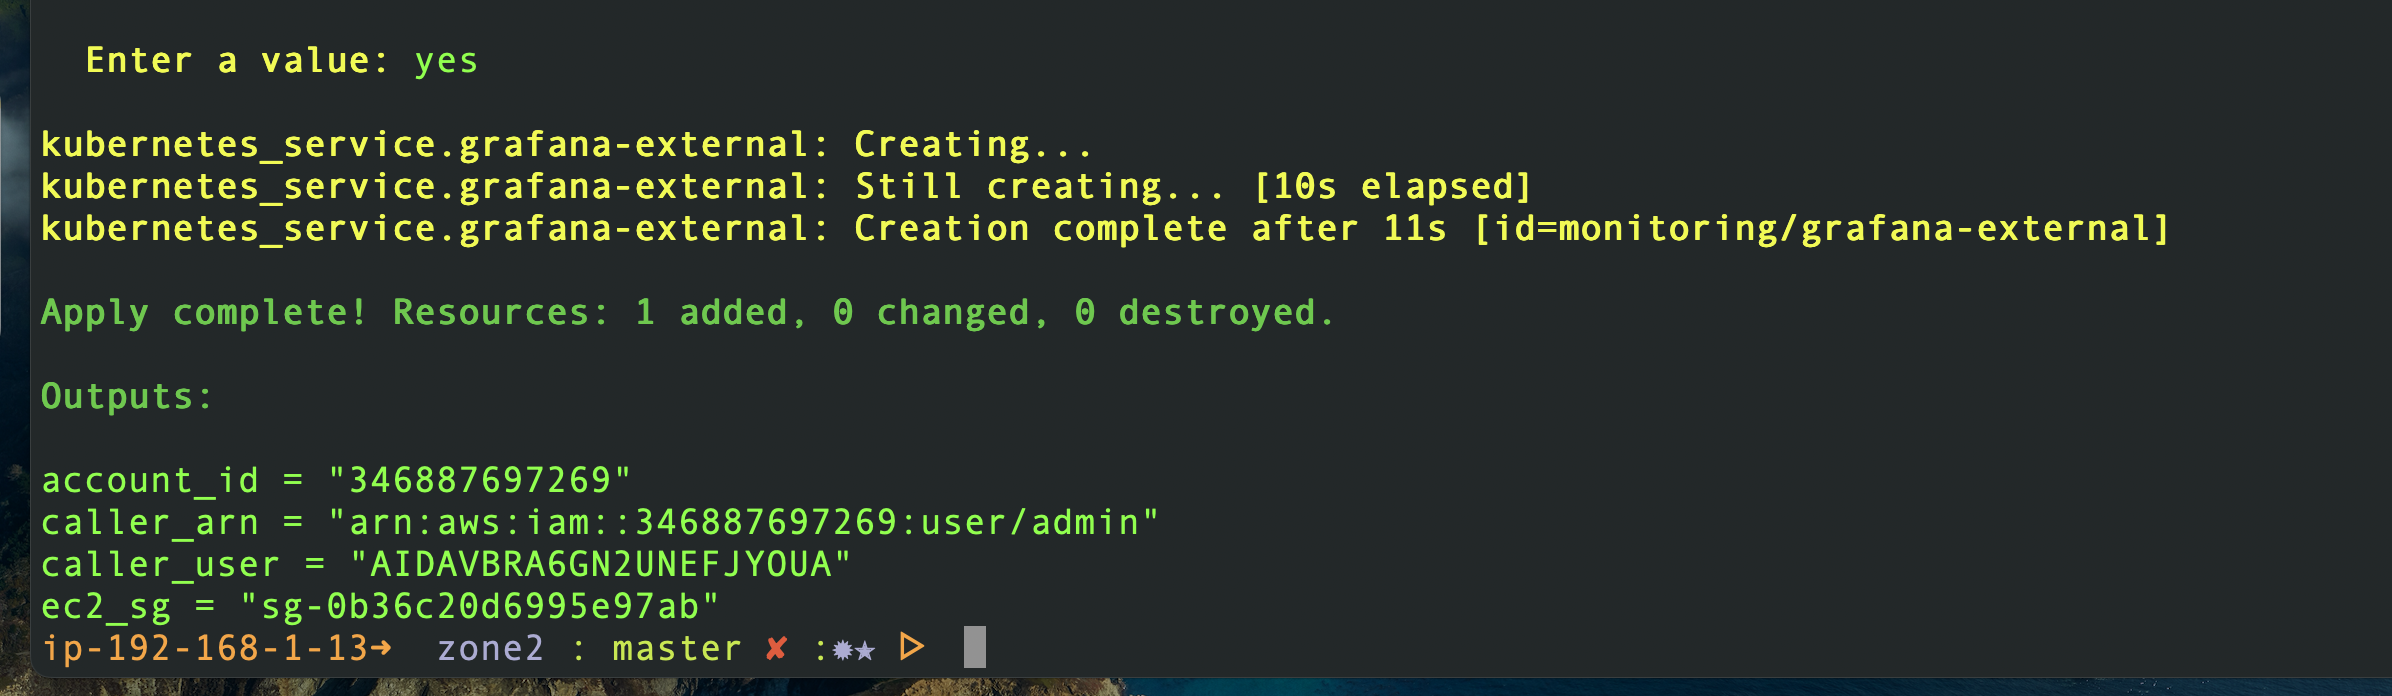 Enter a value: yes
kubernetes_service.grafana-external: Creating...
kubernetes_service.grafana-external: Still creating... [10s elapsed]
kubernetes_service.grafana-external: Creation complete after 11s [id=monitoring/grafana-external]
Apply complete! Resources: 1 added, 0 changed, 0 destroyed.
Outputs:
account_id = "346887697269"
caller_arn = "arn:aws:iam::346887697269:user/admin"
caller_user = "AIDAVBRA6GN2UNEFJYOUA"
ec2_sg = "sg-0b36c20d6995e97ab"
ip-192-168-1-13➜ zone2 : master ✘ :✹★ ▷